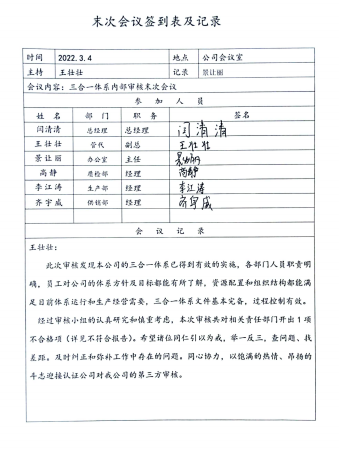 末次会议签到表及记录
时间 2022.3.4 地点 公司会议室
主持 王壮壮 记录 景让丽
会议内容：三合一体系内部审核末次会议
参 加 人 员
姓 名 部 门 职 务 签名
闫清清 总经理 总经理 闫清清
王壮壮 管代 副总 王壮壮
景让丽 办公室 主任 景让丽
高静 质检部 经理 高静
李江涛 生产部 经理 李江涛
齐宇威 供销部 经理 齐宇威
会 议 记 录
王壮壮：
此次审核发现本公司的三合一体系已得到有效的实施，各部门人员职责明
确，员工对公司的体系方针及目标都能有所了解，资源配置和组织结构都能满
足目前体系运行和生产经营需要，三合一体系文件基本完备，过程控制有效。
经过审核小组的认真研究和慎重考虑，本次审核共对相关责任部门开出 1 项
不合格项（详见不符合报告）。希望诸位同仁引以为戒，举一反三，查问题、找
差距。及时纠正和弥补工作中存在的问题。同心协力，以饱满的热情、昂扬的
斗志迎接认证公司对我公司的第三方审核。